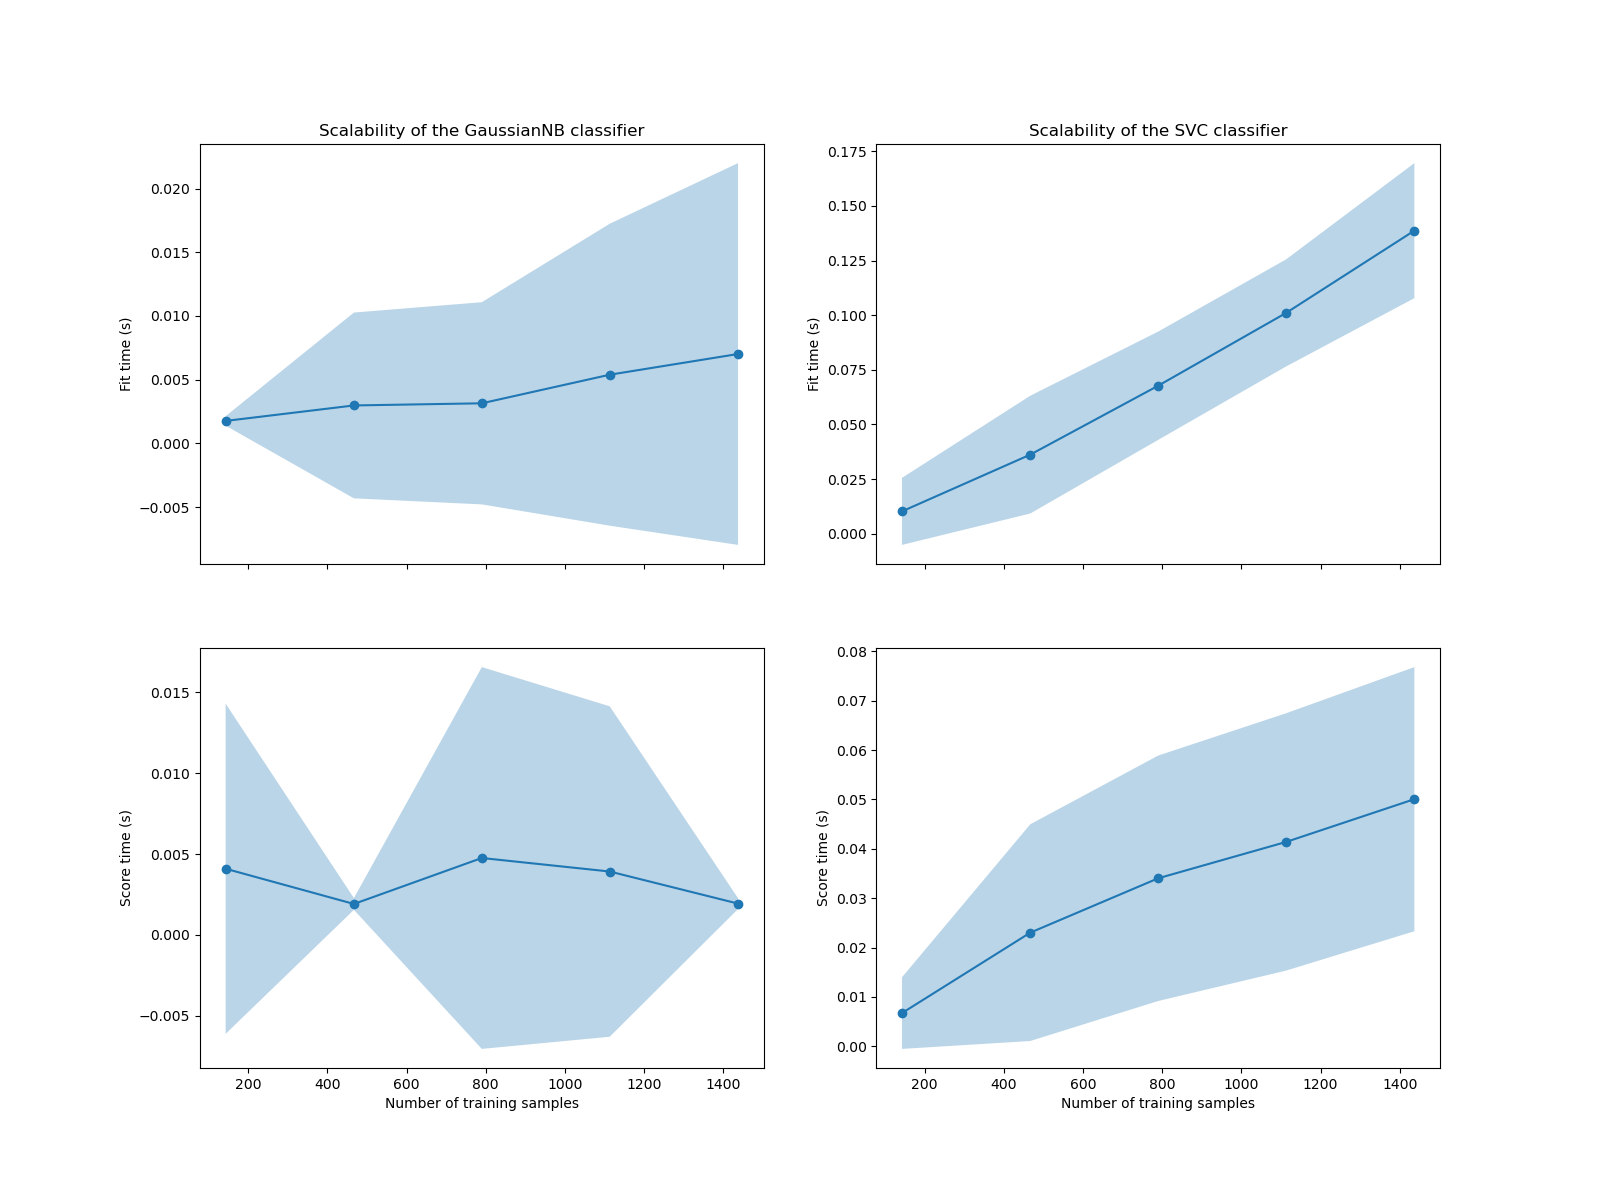 Scalability of the GaussianNB classifier
Fit time (s)
0.020
0.015
0.010
0.005
0.000
−0.005
Scalability of the SVC classifier
Fit time (s)
0.175
0.150
0.125
0.100
0.075
0.050
0.025
0.000
Score time (s)
0.015
0.010
0.005
0.000
−0.005
200 400 600 800 1000 1200 1400
Number of training samples
Score time (s)
0.08
0.07
0.06
0.05
0.04
0.03
0.02
0.01
0.00
200 400 600 800 1000 1200 1400
Number of training samples